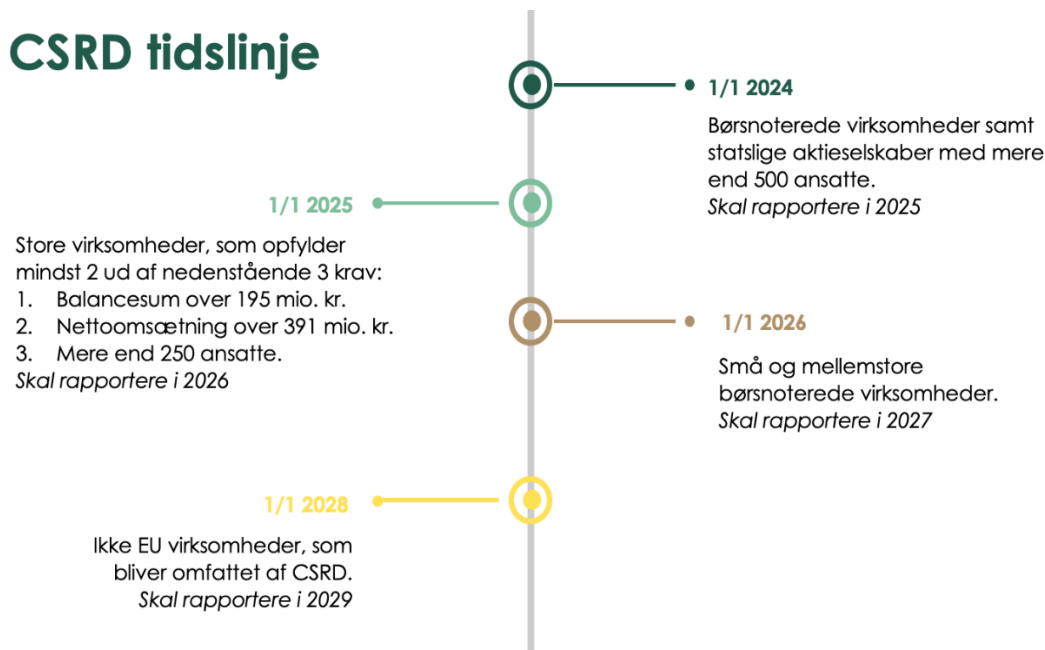 CSRD tidslinje
1/1 2024
Børsnoterede virksomheder samt
statslige aktieselskaber med mere
end 500 ansatte.
Skal rapportere i 2025
1/1 2025
Store virksomheder, som opfylder
mindst 2 ud af nedenstående 3 krav:
1. Balancesum over 195 mio. kr.
2. Nettoomsætning over 391 mio. kr.
3. Mere end 250 ansatte.
Skal rapportere i 2026
1/1 2026
Små og mellemstore
børsnoterede virksomheder.
Skal rapportere i 2027
1/1 2028
Ikke EU virksomheder, som
bliver omfattet af CSRD.
Skal rapportere i 2029